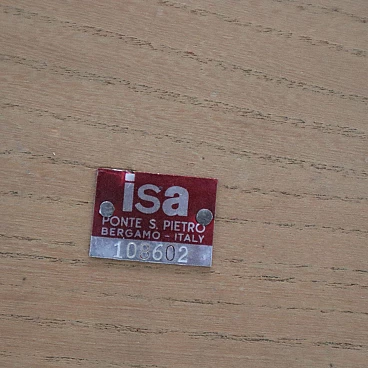 isa
PONTE S. PIETRO
BERGAMO - ITALY
108602